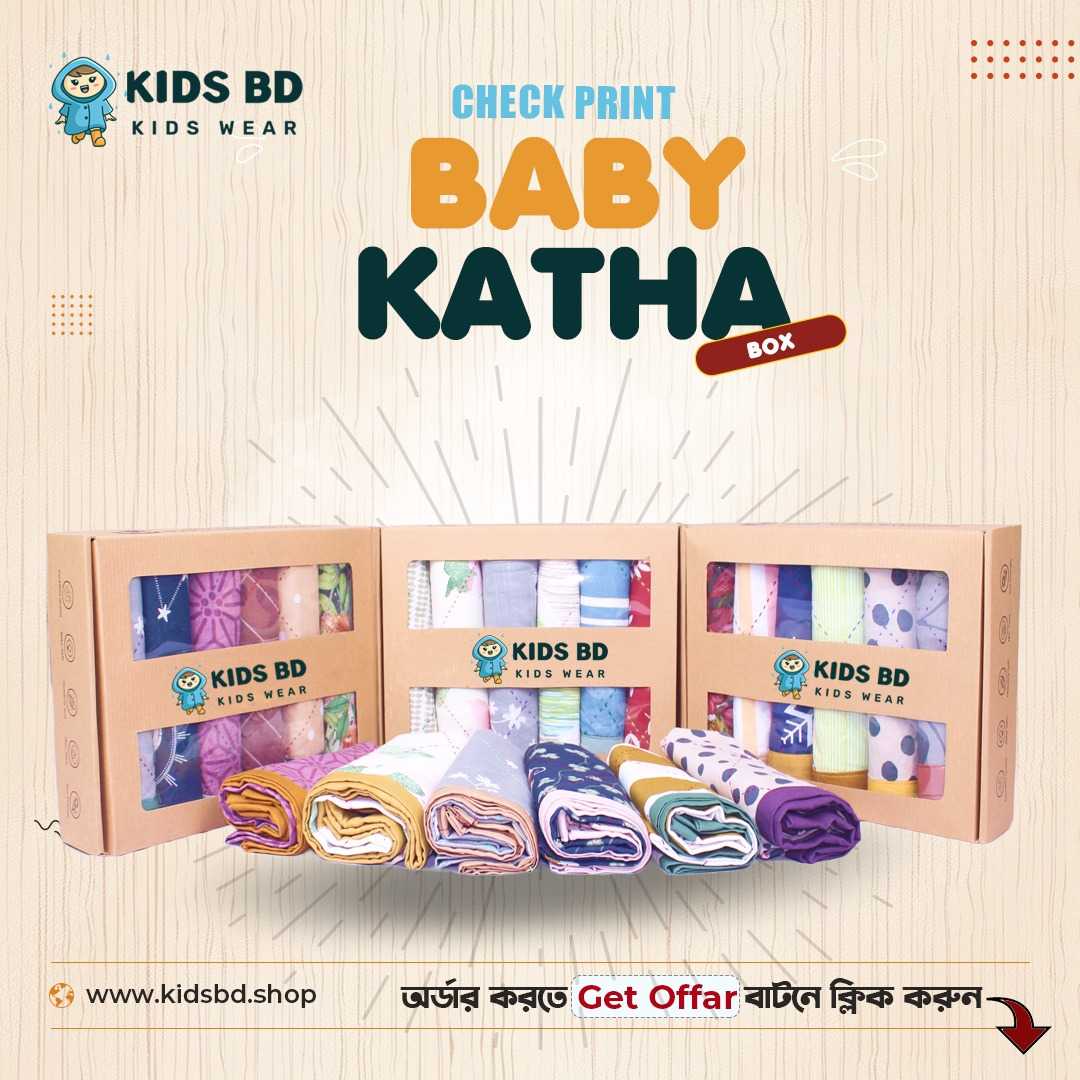 KIDS BD
KIDS WEAR
CHECK PRINT
BABY
KATHA
BOX
KIDS BD
KIDS WEAR
KIDS BD
KIDS WEAR
KIDS BD
KIDS WEAR
www.kidsbd.shop
অর্ডার করতে Get Offar বাটনে ক্লিক করুন